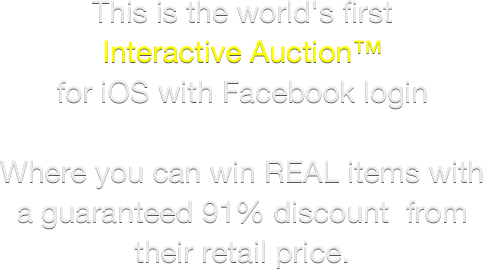 This is the world's first
Interactive Auction™
for iOS with Facebook login
Where you can win REAL items with
a guaranteed 91% discount  from
their retail price.